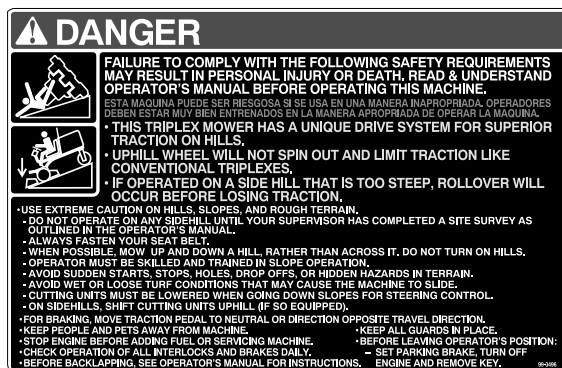 DANGER
FAILURE TO COMPLY WITH THE FOLLOWING SAFETY REQUIREMENTS
MAY RESULT IN PERSONAL INJURY OR DEATH. READ & UNDERSTAND
OPERATOR'S MANUAL BEFORE OPERATING THIS MACHINE.
ESTA MAQUINA PUEDE SER RIESGOSA SI SE USA EN UNA MANERA INAPROPRIADA. OPERADORES
DEBEN ESTAR MUY BIEN ENTRENADOS EN LA MANERA APROPRIADA DE OPERAR LA MAQUINA.
• THIS TRIPLEX MOWER HAS A UNIQUE DRIVE SYSTEM FOR SUPERIOR
TRACTION ON HILLS.
• UPHILL WHEEL WILL NOT SPIN OUT AND LIMIT TRACTION LIKE
CONVENTIONAL TRIPLEXES.
• IF OPERATED ON A SIDE HILL THAT IS TOO STEEP, ROLLOVER WILL
OCCUR BEFORE LOSING TRACTION.
•USE EXTREME CAUTION ON HILLS, SLOPES, AND ROUGH TERRAIN.
- DO NOT OPERATE ON ANY SIDEHILL UNTIL YOUR SUPERVISOR HAS COMPLETED A SITE SURVEY AS
OUTLINED IN THE OPERATOR'S MANUAL.
- ALWAYS FASTEN YOUR SEAT BELT.
- WHEN POSSIBLE, MOW UP AND DOWN A HILL, RATHER THAN ACROSS IT. DO NOT TURN ON HILLS.
- OPERATOR MUST BE SKILLED AND TRAINED IN SLOPE OPERATION.
- AVOID SUDDEN STARTS, STOPS, HOLES, DROP OFFS, OR HIDDEN HAZARDS IN TERRAIN.
- AVOID WET OR LOOSE TURF CONDITIONS THAT MAY CAUSE THE MACHINE TO SLIDE.
- CUTTING UNITS MUST BE LOWERED WHEN GOING DOWN SLOPES FOR STEERING CONTROL.
- ON SIDEHILLS, SHIFT CUTTING UNITS UPHILL (IF SO EQUIPPED).
•FOR BRAKING, MOVE TRACTION PEDAL TO NEUTRAL OR DIRECTION OPPOSITE TRAVEL DIRECTION.
•KEEP PEOPLE AND PETS AWAY FROM MACHINE.
•STOP ENGINE BEFORE ADDING FUEL OR SERVICING MACHINE.
•CHECK OPERATION OF ALL INTERLOCKS AND BRAKES DAILY.
•BEFORE BACKLAPPING, SEE OPERATOR'S MANUAL FOR INSTRUCTIONS.
•KEEP ALL GUARDS IN PLACE.
•BEFORE LEAVING OPERATOR'S POSITION:
– SET PARKING BRAKE, TURN OFF
ENGINE AND REMOVE KEY.
99-3496